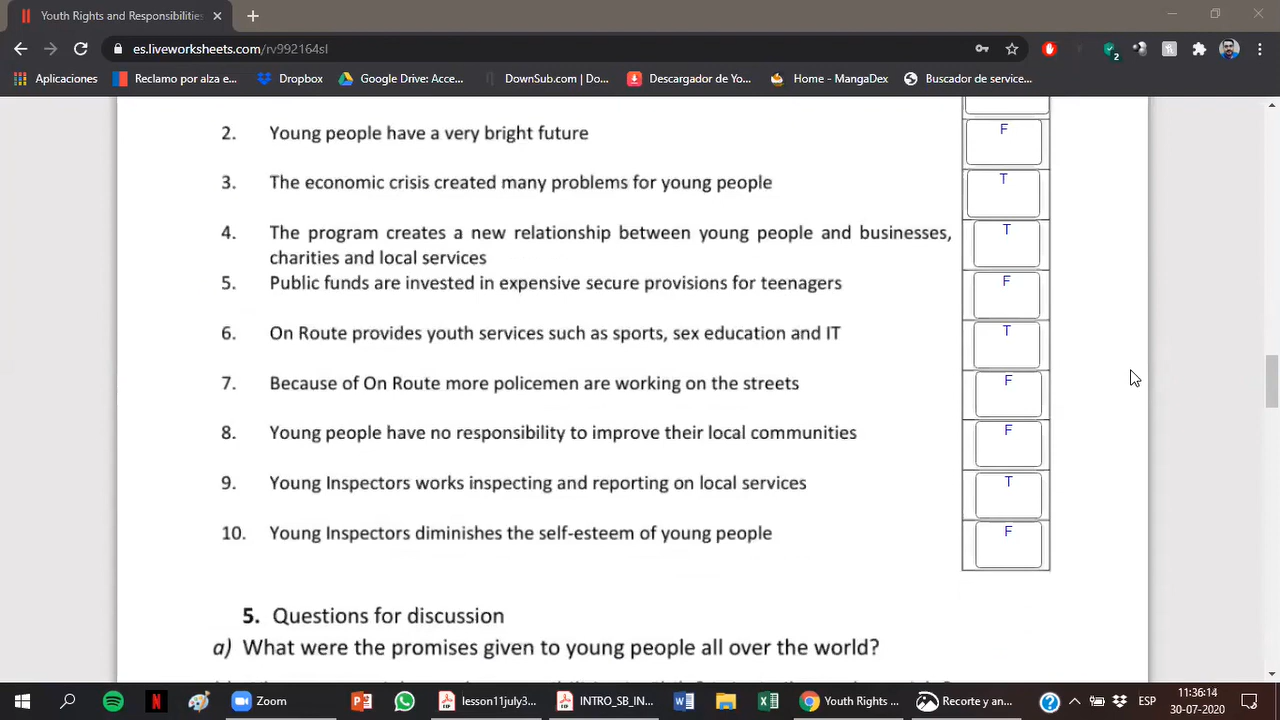 Youth Rights and Responsibilities
es.liveworksheets.com/rv992164sl
2
Aplicaciones
Reclamo por alza e...
Dropbox
Google Drive: Acce...
DownSub.com | Do...
Descargador de Yo...
Home - MangaDex
Buscador de service...
2. Young people have a very bright future F
3. The economic crisis created many problems for young people T
4. The program creates a new relationship between young people and businesses, T
charities and local services
5. Public funds are invested in expensive secure provisions for teenagers F
6. On Route provides youth services such as sports, sex education and IT T
7. Because of On Route more policemen are working on the streets F
8. Young people have no responsibility to improve their local communities F
9. Young Inspectors works inspecting and reporting on local services T
10. Young Inspectors diminishes the self-esteem of young people F
5. Questions for discussion
a) What were the promises given to young people all over the world?
Zoom
lesson11july3...
INTRO_SB_IN...
Youth Rights ...
Recorte y an...
ESP
11:36:14
30-07-2020